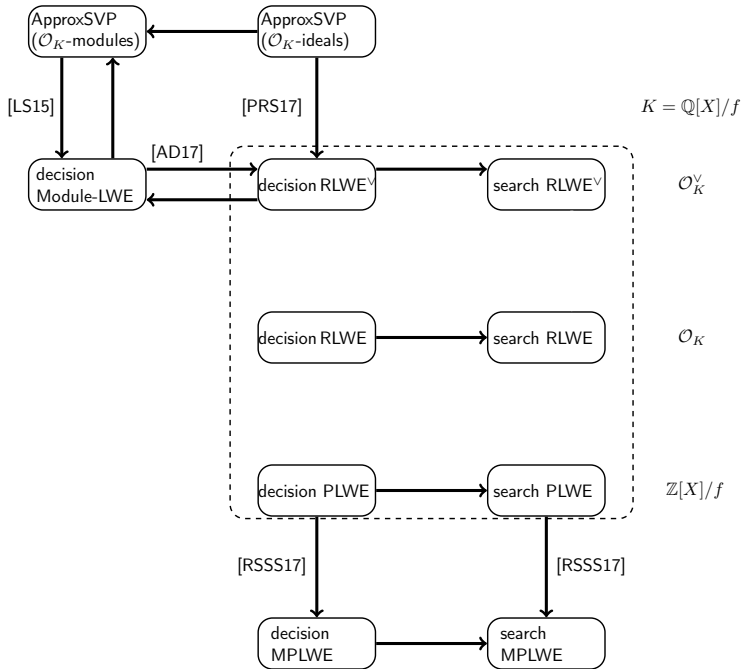 ApproxSVP
(𝒪_K-modules)
ApproxSVP
(𝒪_K-ideals)
[LS15]
[PRS17]
K = ℚ[X]/f
[AD17]
decision
Module-LWE
decision RLWE^∨
search RLWE^∨
𝒪_K^∨
decision RLWE
search RLWE
𝒪_K
decision PLWE
search PLWE
ℤ[X]/f
[RSSS17]
[RSSS17]
decision
MPLWE
search
MPLWE